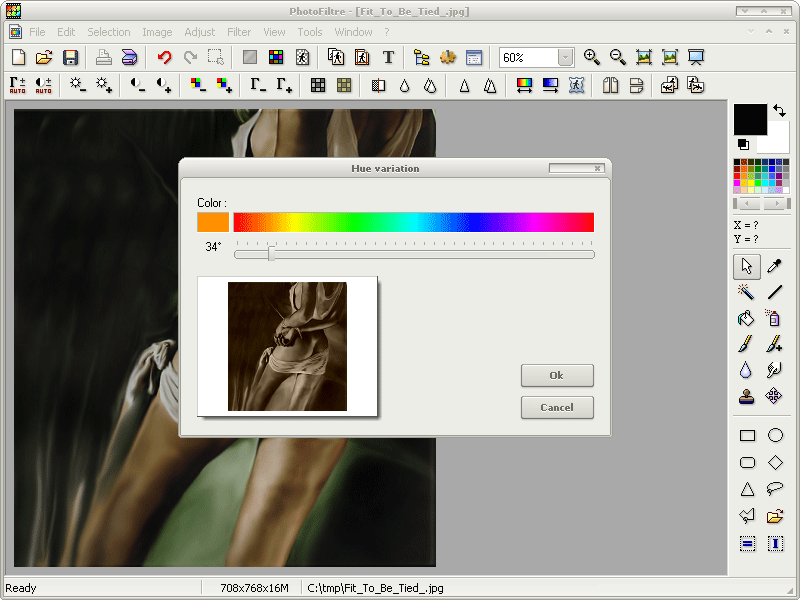 PhotoFiltre - [Fit_To_Be_Tied_.jpg]
File Edit Selection Image Adjust Filter View Tools Window ?
T 60%
AUTO AUTO
Hue variation
Color :
34°
Ok
Cancel
X = ?
Y = ?
Ready 708x768x16M C:\tmp\Fit_To_Be_Tied_.jpg